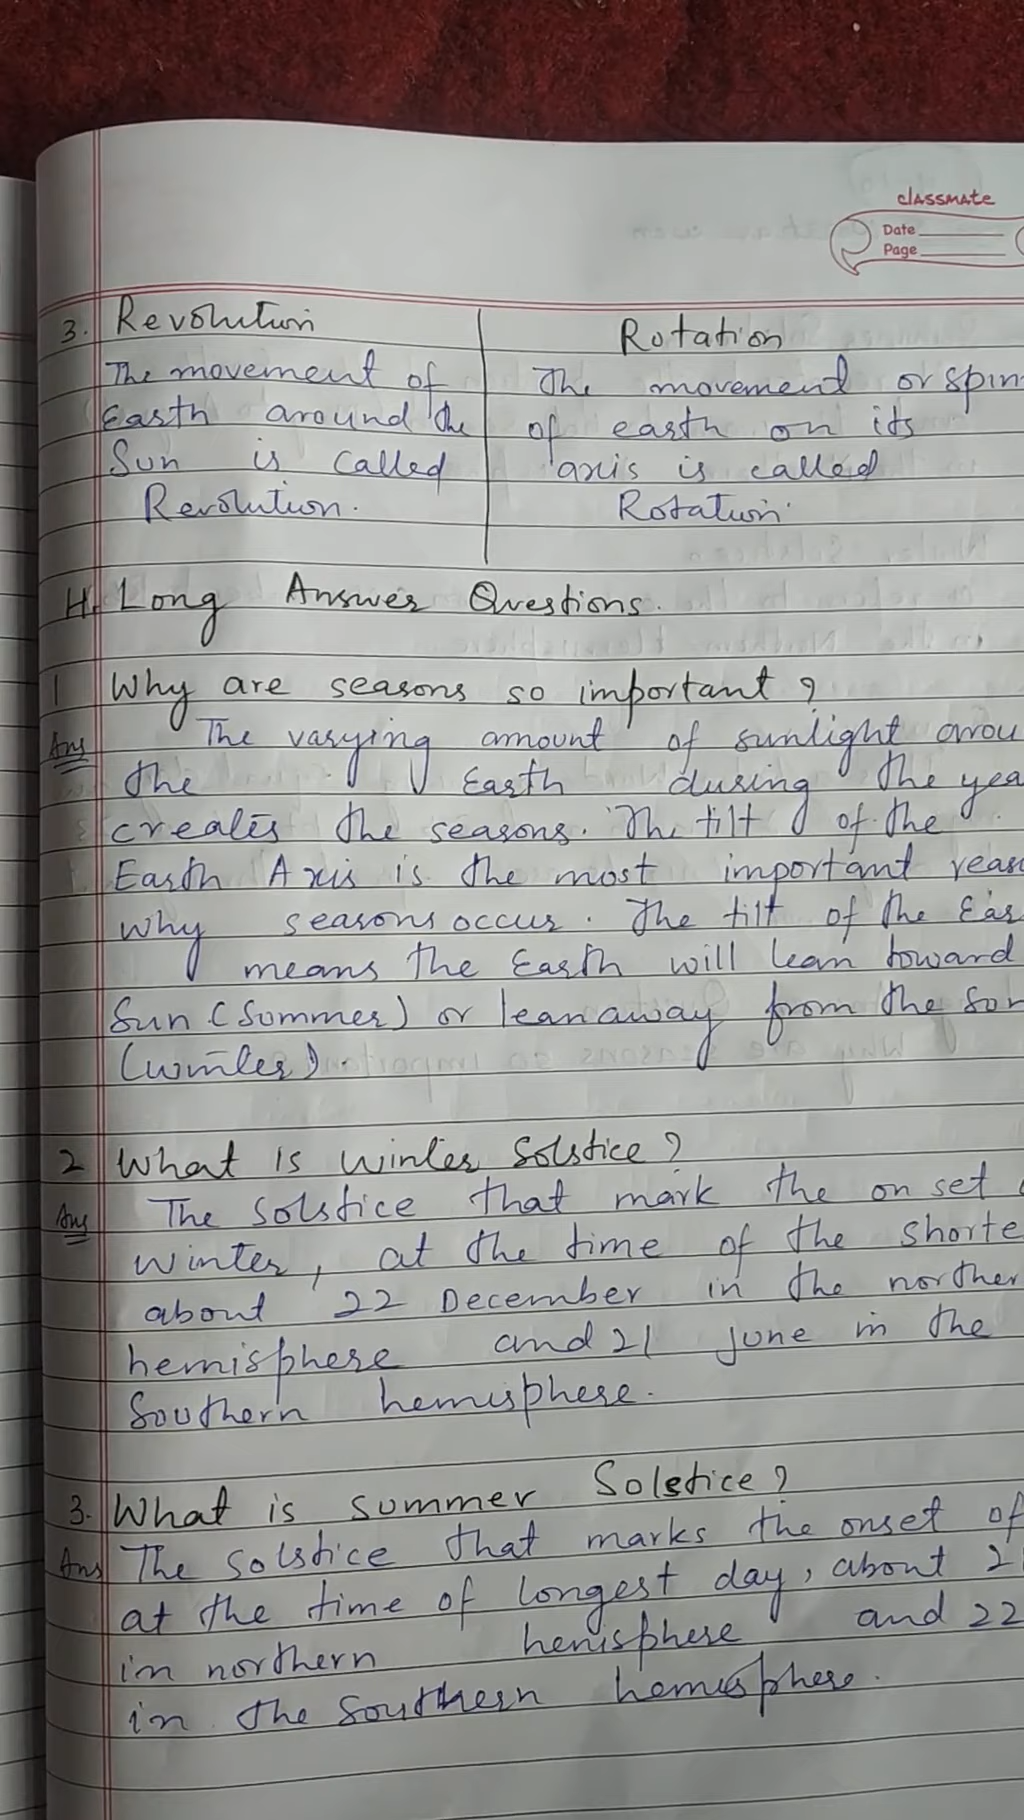 classmate
Date
Page
3. Revolution | Rotation
The movement of | The movement or spin
Earth around the | of earth on its
Sun is called | axis is called
Revolution. | Rotation.
H. Long Answer Questions.
1 Why are seasons so important?
Ans The varying amount of sunlight arou
the Earth during the yea
creates the seasons. The tilt of the
Earth Axis is the most important reas
why seasons occur. The tilt of the Ear
means the Earth will lean toward
Sun (Summer) or lean away from the Sun
(winter).
2 What is winter Solstice?
Ans The Solstice that mark the on set
winter, at the time of the shorte
about 22 December in the norther
hemisphere and 21 june in the
Southern hemisphere.
3. What is summer Solstice?
Ans The Solstice that marks the onset of
at the time of longest day, about 2
in northern hemisphere and 22
in the Southern hemisphere.